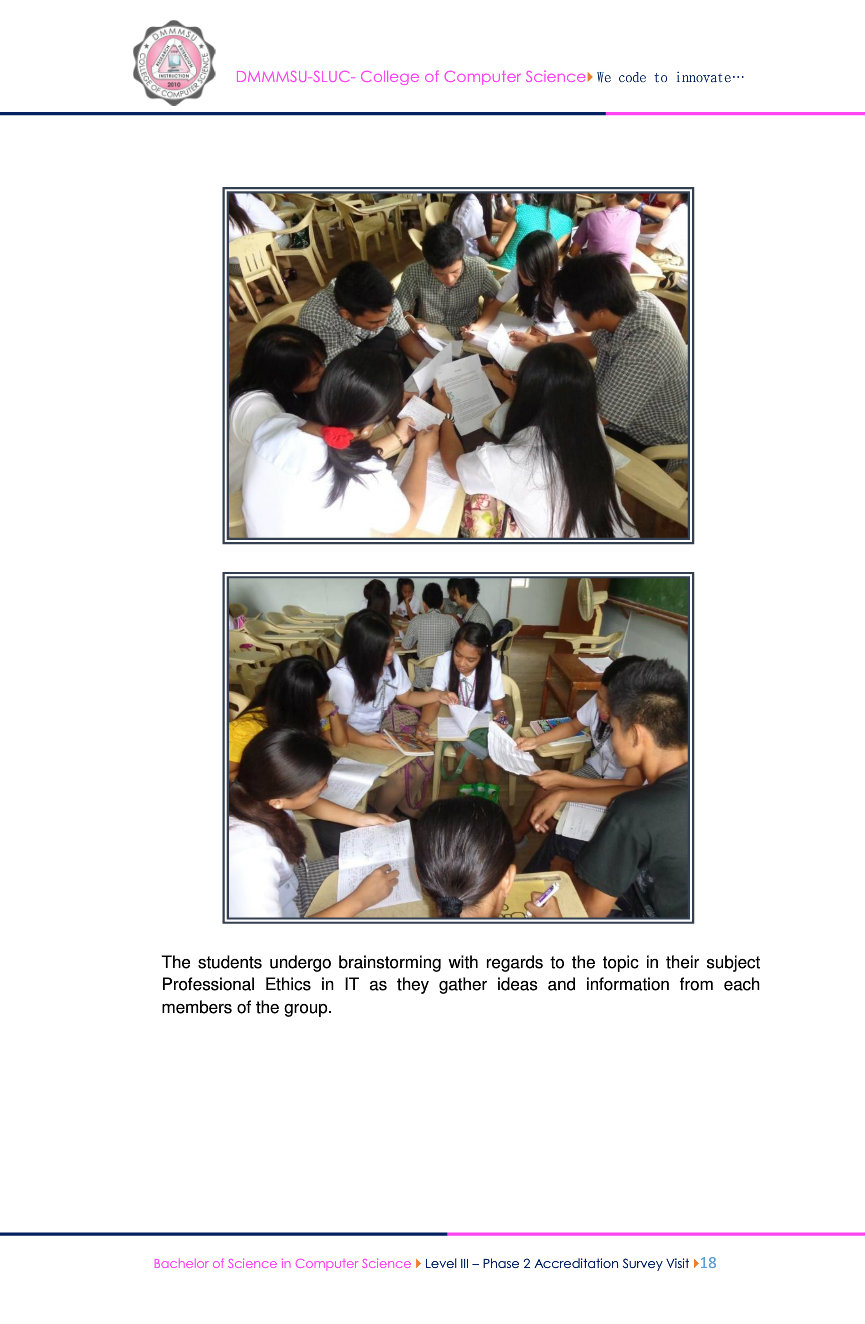 DMMMSU
COLLEGE OF COMPUTER SCIENCE
RESEARCH
EXTENSION
INSTRUCTION
2010
DMMMSU-SLUC- College of Computer Science We code to innovate…
The students undergo brainstorming with regards to the topic in their subject
Professional Ethics in IT as they gather ideas and information from each
members of the group.
Bachelor of Science in Computer Science Level III – Phase 2 Accreditation Survey Visit 18